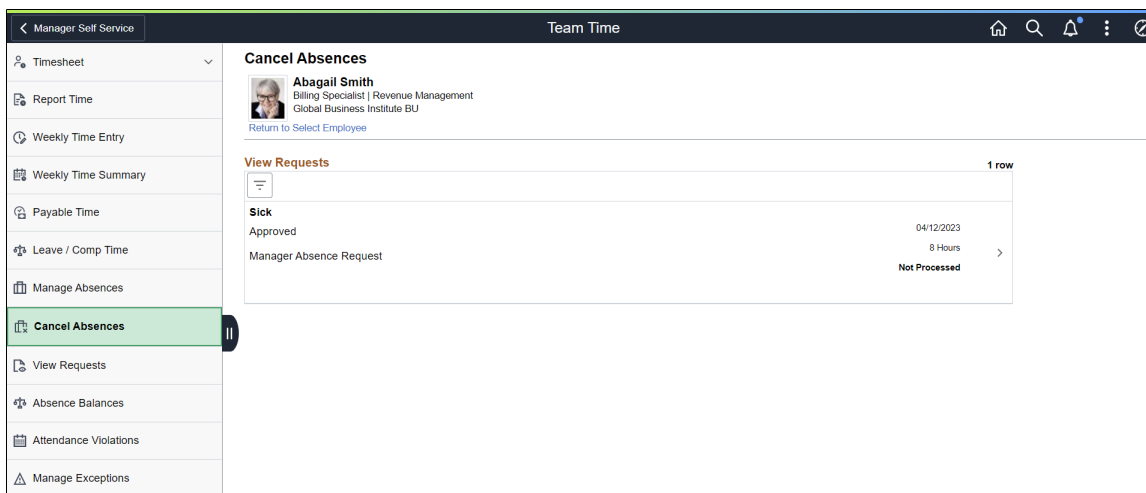 Manager Self Service
Team Time
Timesheet
Report Time
Weekly Time Entry
Weekly Time Summary
Payable Time
Leave / Comp Time
Manage Absences
Cancel Absences
View Requests
Absence Balances
Attendance Violations
Manage Exceptions
Cancel Absences
Abagail Smith
Billing Specialist | Revenue Management
Global Business Institute BU
Return to Select Employee
View Requests
1 row
Sick
Approved
04/12/2023
8 Hours
Manager Absence Request
Not Processed